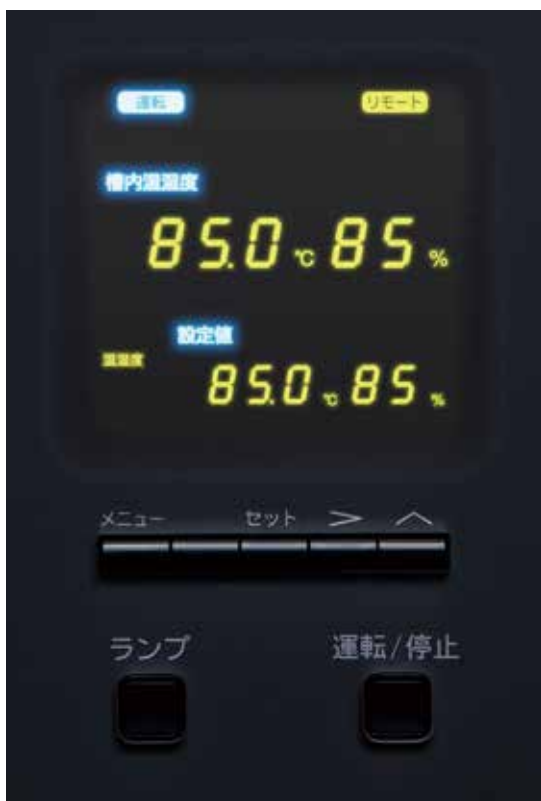 運転 リモート
槽内温湿度
85.0 ℃ 85 %
設定値
温湿度 85.0 ℃ 85 %
メニュー セット > ^
ランプ 運転/停止